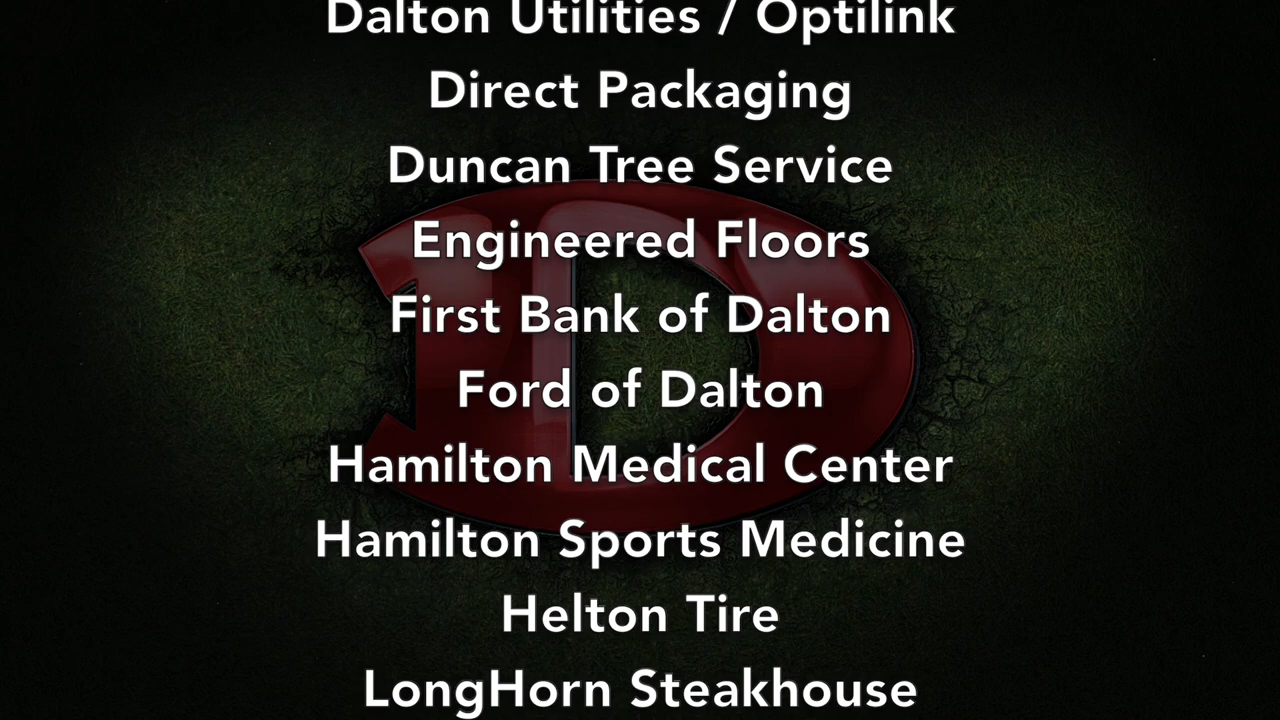 Dalton Utilities / Optilink
Direct Packaging
Duncan Tree Service
Engineered Floors
First Bank of Dalton
Ford of Dalton
Hamilton Medical Center
Hamilton Sports Medicine
Helton Tire
LongHorn Steakhouse